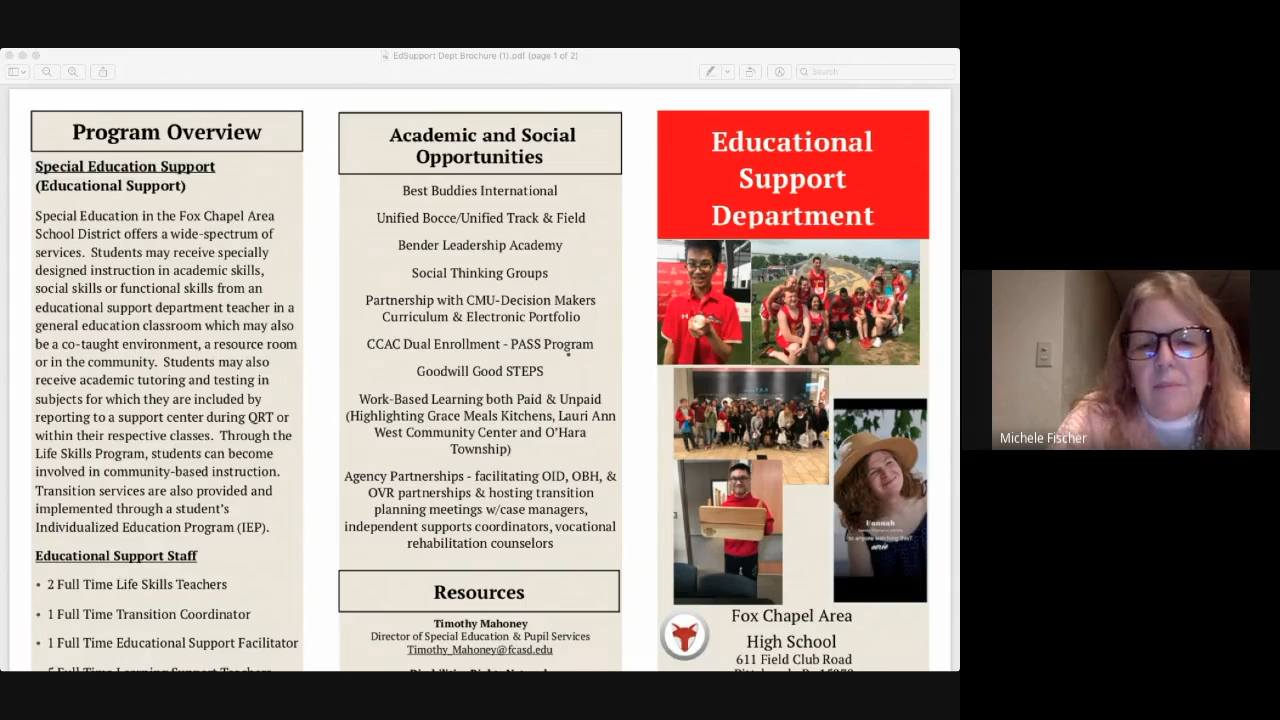 EdSupport Dept Brochure (1).pdf (page 1 of 2)
Search
Program Overview
Special Education Support
(Educational Support)
Special Education in the Fox Chapel Area
School District offers a wide-spectrum of
services. Students may receive specially
designed instruction in academic skills,
social skills or functional skills from an
educational support department teacher in a
general education classroom which may also
be a co-taught environment, a resource room
or in the community. Students may also
receive academic tutoring and testing in
subjects for which they are included by
reporting to a support center during QRT or
within their respective classes. Through the
Life Skills Program, students can become
involved in community-based instruction.
Transition services are also provided and
implemented through a student's
Individualized Education Program (IEP).
Educational Support Staff
• 2 Full Time Life Skills Teachers
• 1 Full Time Transition Coordinator
• 1 Full Time Educational Support Facilitator
5 Full Time Learning Support Teachers
Academic and Social
Opportunities
Best Buddies International
Unified Bocce/Unified Track & Field
Bender Leadership Academy
Social Thinking Groups
Partnership with CMU-Decision Makers
Curriculum & Electronic Portfolio
CCAC Dual Enrollment - PASS Program
Goodwill Good STEPS
Work-Based Learning both Paid & Unpaid
(Highlighting Grace Meals Kitchens, Lauri Ann
West Community Center and O'Hara
Township)
Agency Partnerships - facilitating OID, OBH, &
OVR partnerships & hosting transition
planning meetings w/case managers,
independent supports coordinators, vocational
rehabilitation counselors
Resources
Timothy Mahoney
Director of Special Education & Pupil Services
Timothy_Mahoney@fcasd.edu
Educational
Support
Department
Hannah
to anyone watching this?
Fox Chapel Area
High School
611 Field Club Road
Michele Fischer